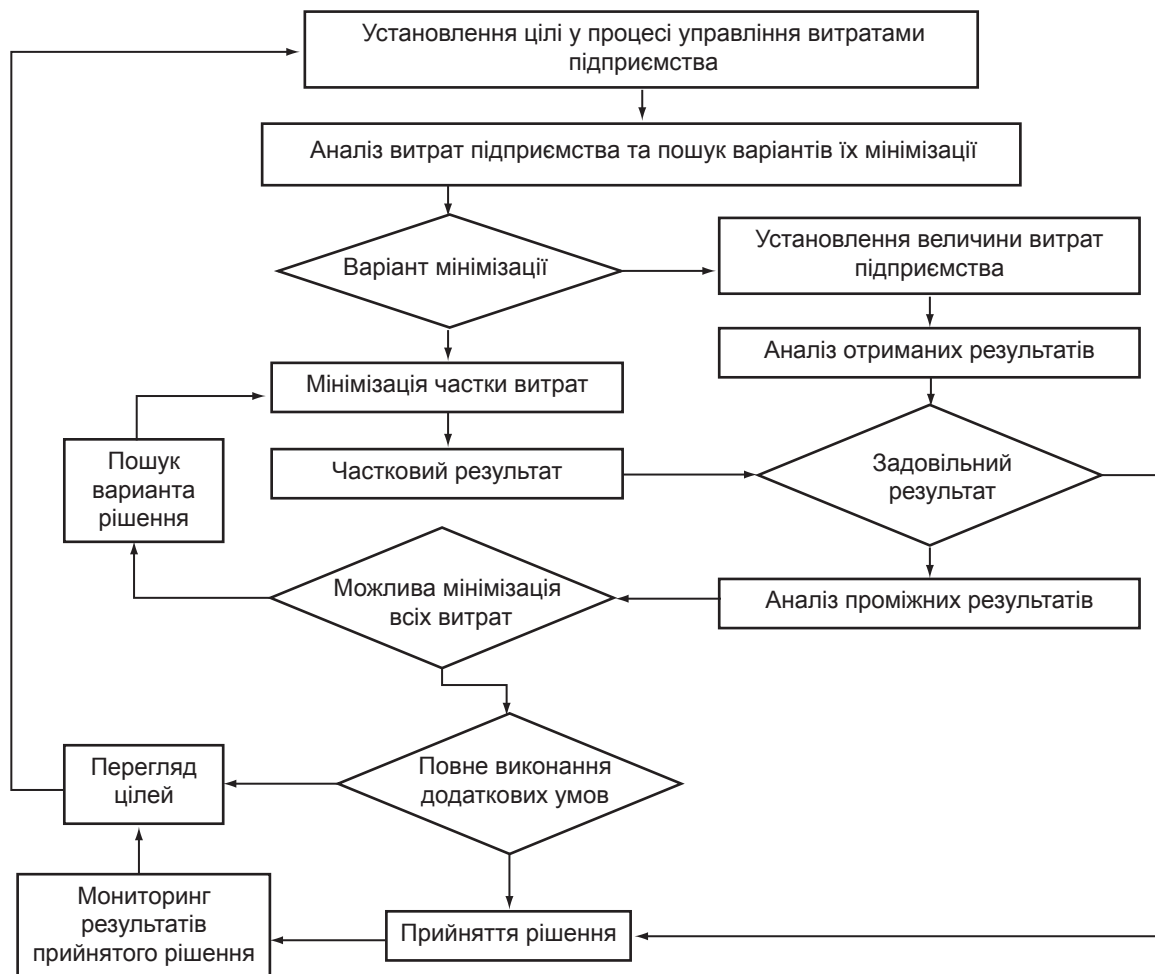 Установлення цілі у процесі управління витратами
підприємства
Аналіз витрат підприємства та пошук варіантів їх мінімізації
Варіант мінімізації
Установлення величини витрат
підприємства
Аналіз отриманих результатів
Мінімізація частки витрат
Пошук
варианта
рішення
Частковий результат
Задовільний
результат
Можлива мінімізація
всіх витрат
Аналіз проміжних результатів
Перегляд
цілей
Повне виконання
додаткових умов
Мониторинг
результатів
прийнятого рішення
Прийняття рішення